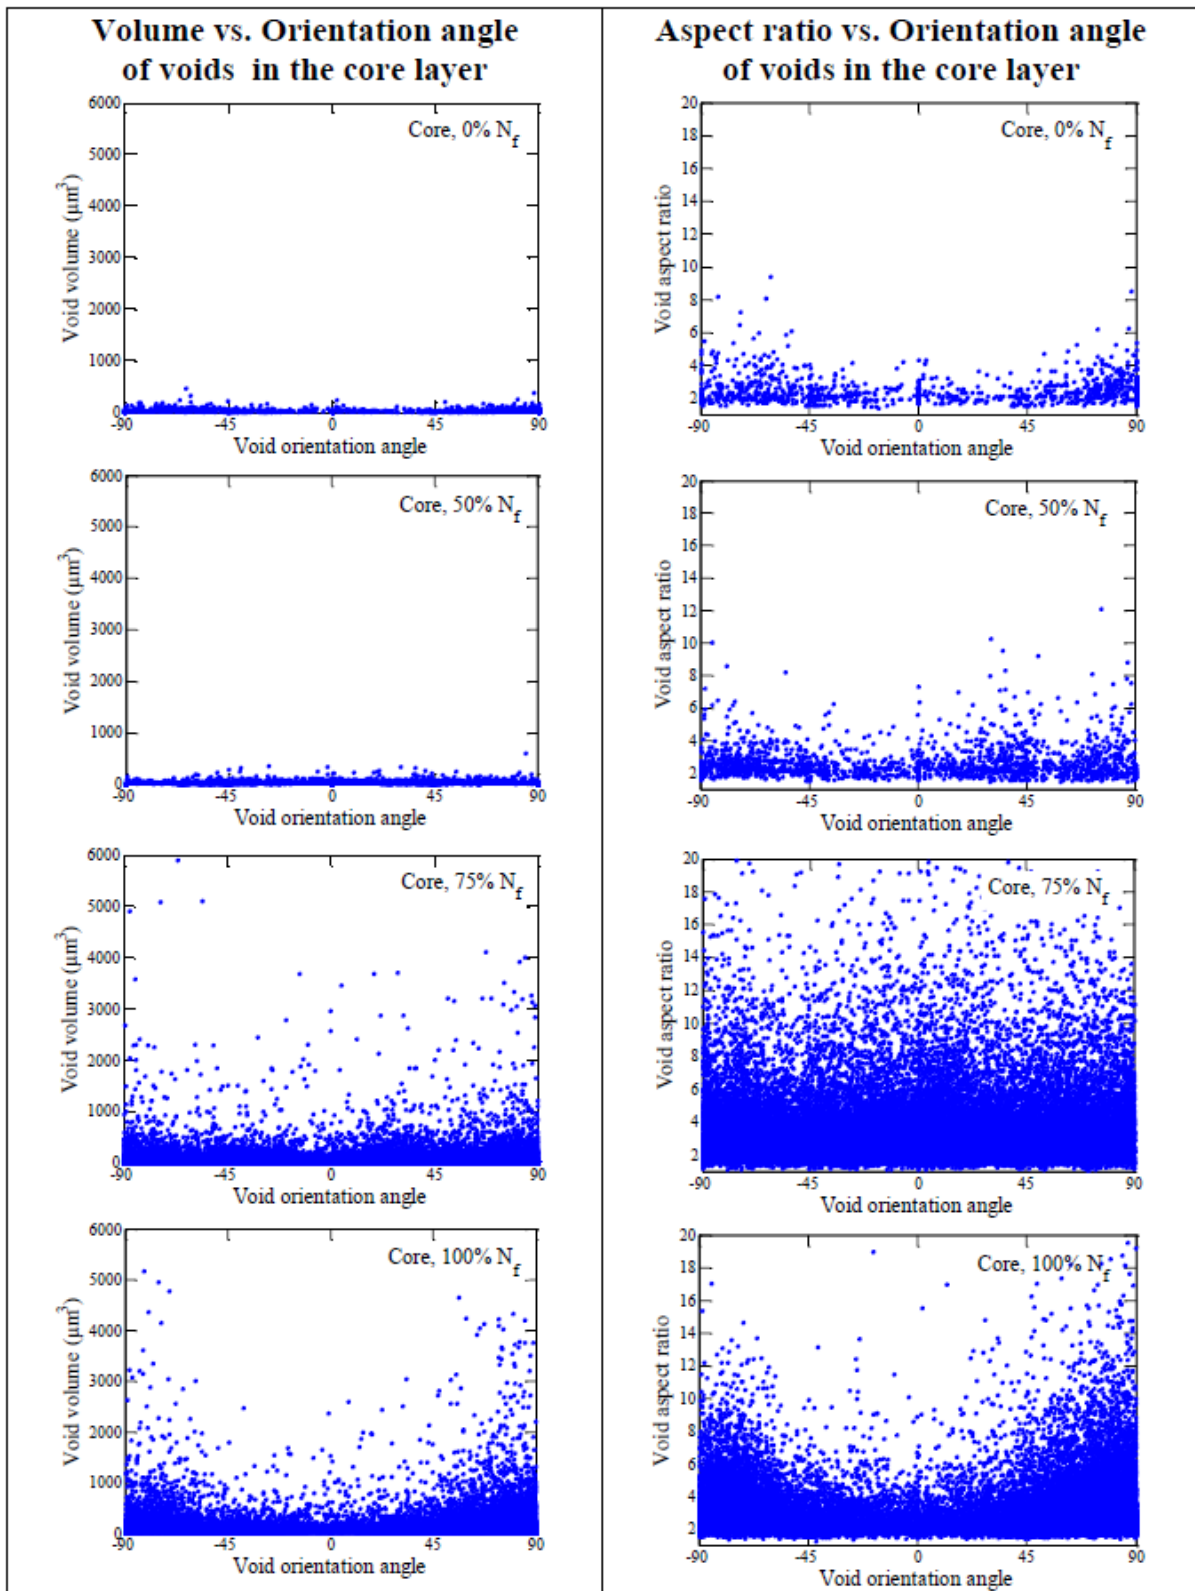 Volume vs. Orientation angle
of voids in the core layer
6000
5000
4000
3000
2000
1000
0
Void volume (μm³)
Core, 0% N_f
-90 -45 0 45 90
Void orientation angle
6000
5000
4000
3000
2000
1000
0
Void volume (μm³)
Core, 50% N_f
-90 -45 0 45 90
Void orientation angle
6000
5000
4000
3000
2000
1000
0
Void volume (μm³)
Core, 75% N_f
-90 -45 0 45 90
Void orientation angle
6000
5000
4000
3000
2000
1000
0
Void volume (μm³)
Core, 100% N_f
-90 -45 0 45 90
Void orientation angle
Aspect ratio vs. Orientation angle
of voids in the core layer
20
18
16
14
12
10
8
6
4
2
Void aspect ratio
Core, 0% N_f
-90 -45 0 45 90
Void orientation angle
20
18
16
14
12
10
8
6
4
2
Void aspect ratio
Core, 50% N_f
-90 -45 0 45 90
Void orientation angle
20
18
16
14
12
10
8
6
4
2
Void aspect ratio
Core, 75% N_f
-90 -45 0 45 90
Void orientation angle
20
18
16
14
12
10
8
6
4
2
Void aspect ratio
Core, 100% N_f
-90 -45 0 45 90
Void orientation angle